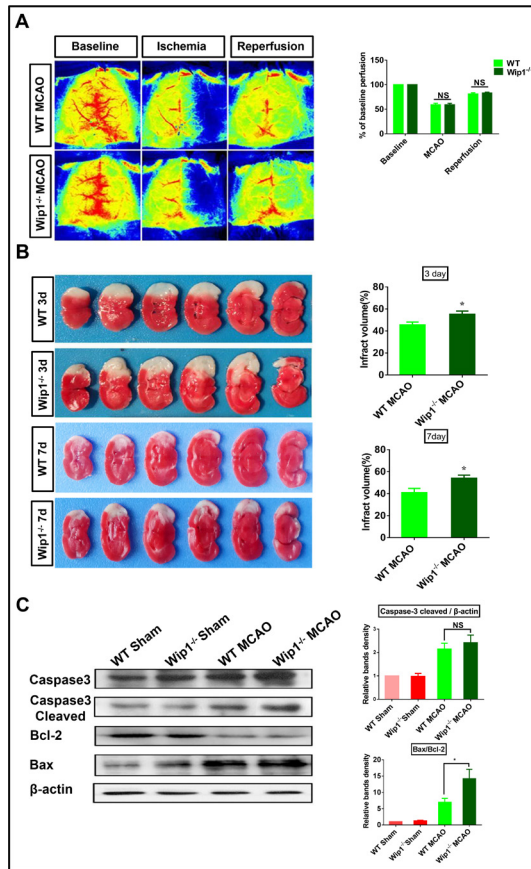 A
Baseline
Ischemia
Reperfusion
WT MCAO
Wip1-/- MCAO
% of baseline perfusion
150
100
50
0
WT
Wip1-/-
NS
NS
Baseline
MCAO
Reperfusion
B
WT 3d
Wip1-/- 3d
WT 7d
Wip1-/- 7d
3 day
Infract volume(%)
80
60
40
20
0
*
WT MCAO
Wip1-/- MCAO
7day
Infract volume(%)
80
60
40
20
0
*
WT MCAO
Wip1-/- MCAO
C
WT Sham
Wip1-/- Sham
WT MCAO
Wip1-/- MCAO
Caspase3
Caspase3
Cleaved
Bcl-2
Bax
β-actin
Caspase-3 cleaved / β-actin
Relative bands density
4
3
2
1
0
NS
WT Sham
Wip1-/- Sham
WT MCAO
Wip1-/- MCAO
Bax/Bcl-2
Relative bands density
20
15
10
5
0
*
WT Sham
Wip1-/- Sham
WT MCAO
Wip1-/- MCAO